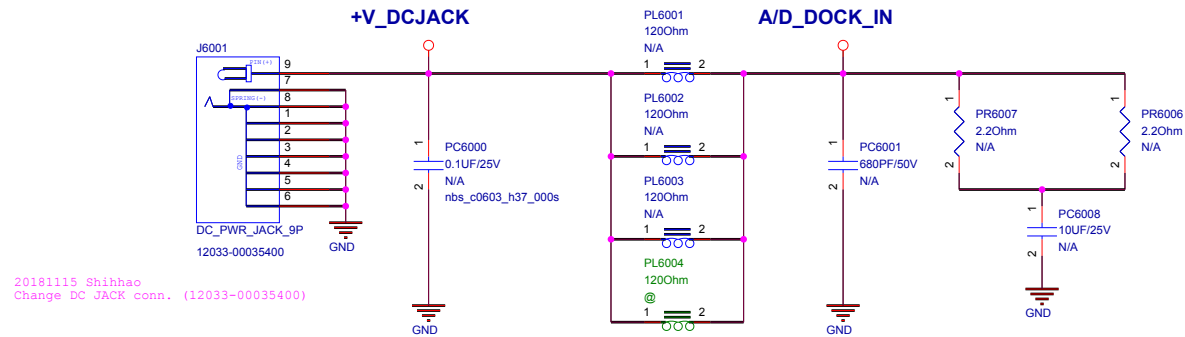 +V_DCJACK
A/D_DOCK_IN
J6001
PIN(+)
SPRING(-)
GND
9
7
8
1
2
3
4
5
6
DC_PWR_JACK_9P
12033-00035400
GND
20181115 Shihhao
Change DC JACK conn. (12033-00035400)
1
2
PC6000
0.1UF/25V
N/A
nbs_c0603_h37_000s
GND
PL6001
120Ohm
N/A
1 2
PL6002
120Ohm
N/A
1 2
PL6003
120Ohm
N/A
1 2
PL6004
120Ohm
@
1 2
1
2
PC6001
680PF/50V
N/A
GND
1
2
PR6007
2.2Ohm
N/A
1
2
PR6006
2.2Ohm
N/A
1
2
PC6008
10UF/25V
N/A
GND